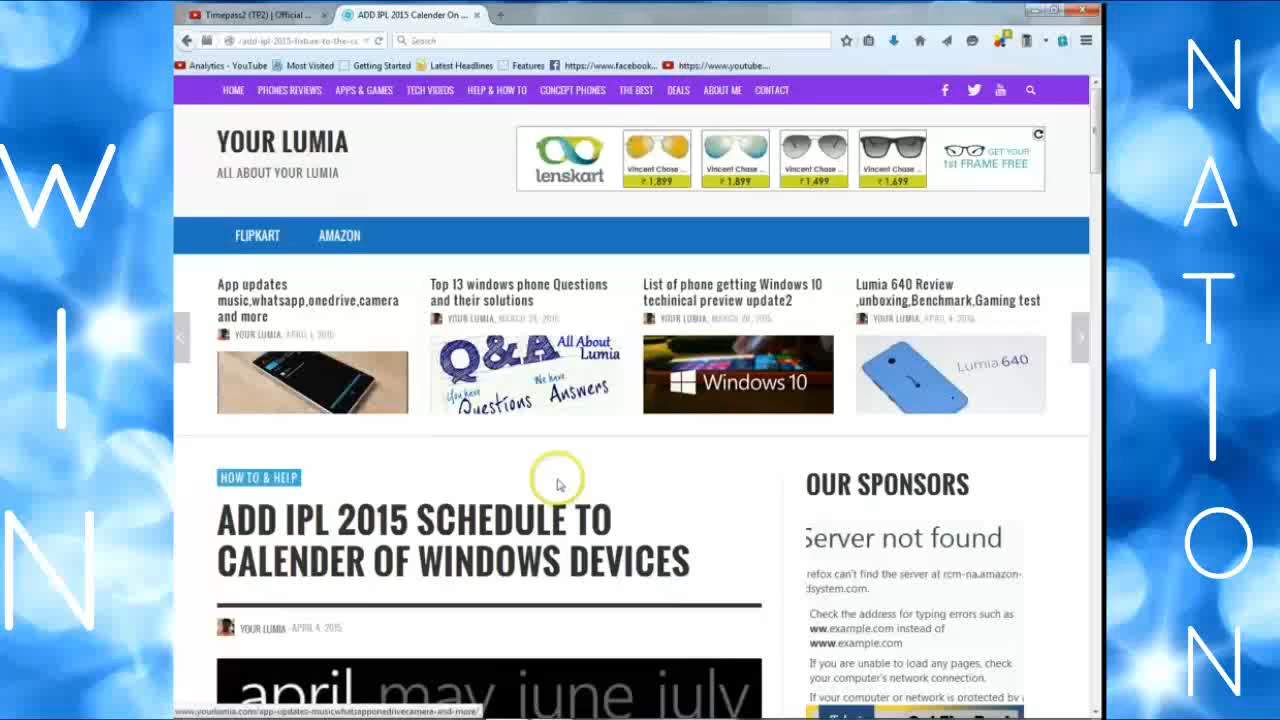 WIN
NATION
Timepass2 (TP2) | Official ...
ADD IPL 2015 Calender On ...
/add-ipl-2015-fixture-to-the-cc
Search
Analytics - YouTube
Most Visited
Getting Started
Latest Headlines
Features
https://www.facebook...
https://www.youtube....
HOME PHONES REVIEWS APPS & GAMES TECH VIDEOS HELP & HOW TO CONCEPT PHONES THE BEST DEALS ABOUT ME CONTACT
YOUR LUMIA
ALL ABOUT YOUR LUMIA
lenskart
Vincent Chase ...
₹ 1,899
Vincent Chase ...
₹ 1,899
Vincent Chase ...
₹ 1,499
Vincent Chase ...
₹ 1,699
GET YOUR
1ST FRAME FREE
FLIPKART AMAZON
App updates
music,whatsapp,onedrive,camera
and more
YOUR LUMIA, APRIL 1, 2015
Top 13 windows phone Questions
and their solutions
YOUR LUMIA, MARCH 24, 2015
Q&A All About
Lumia
You have
Questions
We have
Answers
List of phone getting Windows 10
techinical preview update2
YOUR LUMIA, MARCH 28, 2015
Windows 10
Lumia 640 Review
,unboxing,Benchmark,Gaming test
YOUR LUMIA, APRIL 4, 2015
Lumia 640
HOW TO & HELP
ADD IPL 2015 SCHEDULE TO
CALENDER OF WINDOWS DEVICES
YOUR LUMIA - APRIL 4, 2015
april may june july
OUR SPONSORS
Server not found
refox can't find the server at rcm-na.amazon-
dsystem.com.
Check the address for typing errors such as
ww.example.com instead of
www.example.com
If you are unable to load any pages, check
your computer's network connection.
If your computer or network is protected by
www.yourlumia.com/app-updates-musicwhatsapponedrivecamera-and-more/